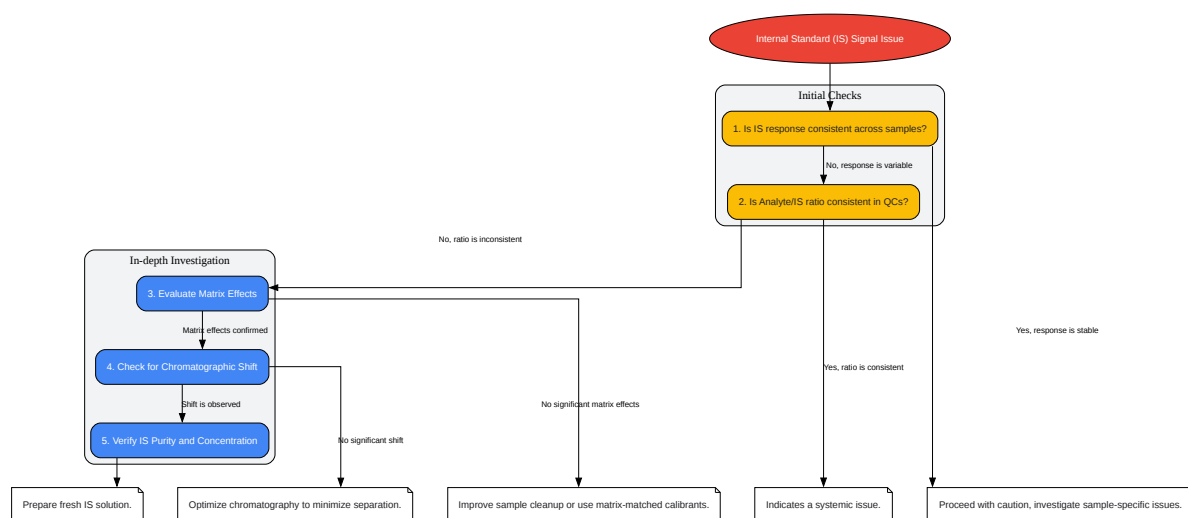 Internal Standard (IS) Signal Issue
Initial Checks
1. Is IS response consistent across samples?
No, response is variable
2. Is Analyte/IS ratio consistent in QCs?
No, ratio is inconsistent
In-depth Investigation
3. Evaluate Matrix Effects
Matrix effects confirmed
Yes, response is stable
4. Check for Chromatographic Shift
Yes, ratio is consistent
Shift is observed
No significant matrix effects
5. Verify IS Purity and Concentration
No significant shift
Prepare fresh IS solution.
Optimize chromatography to minimize separation.
Improve sample cleanup or use matrix-matched calibrants.
Indicates a systemic issue.
Proceed with caution, investigate sample-specific issues.